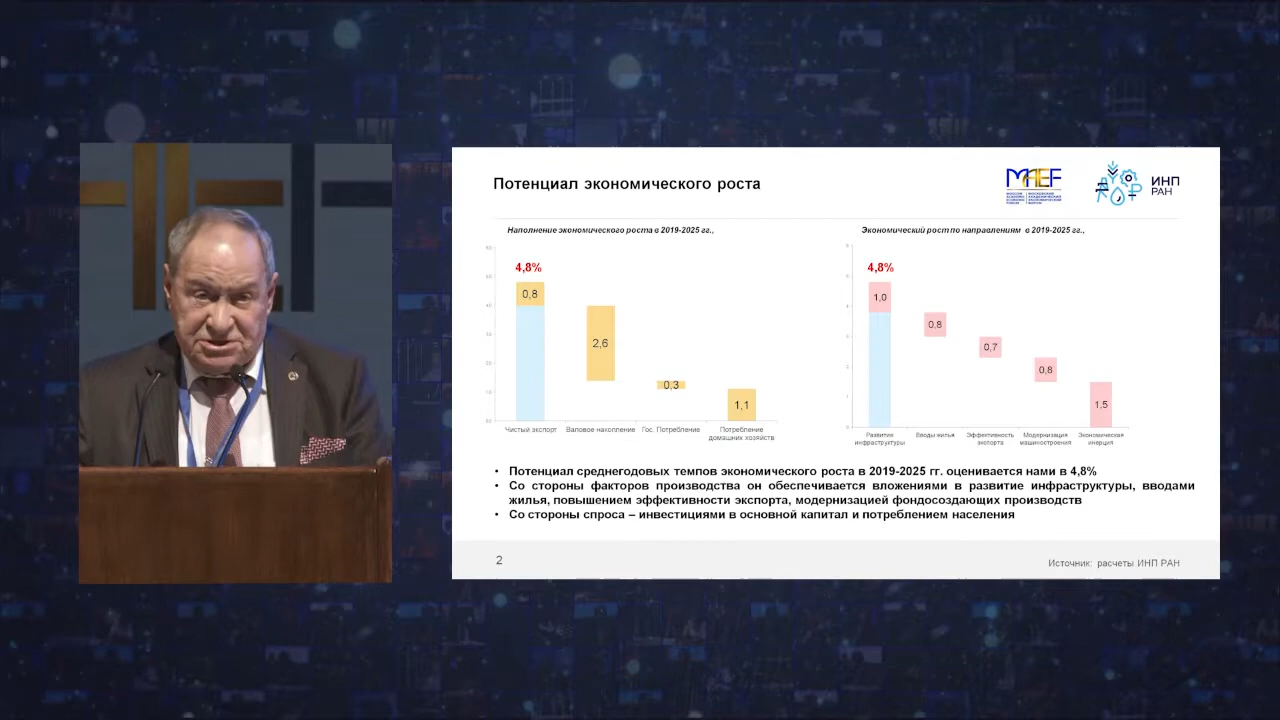 Потенциал экономического роста
MAEF
ИНП
РАН
Наполнение экономического роста в 2019-2025 гг.,
4,8%
0,8
2,6
0,3
1,1
Чистый экспорт
Валовое накопление
Гос. Потребление
Потребление
домашних хозяйств
Экономический рост по направлениям в 2019-2025 гг.,
4,8%
1,0
0,8
0,7
0,8
1,5
Развитие
инфраструктуры
Вводы жилья
Эффективность
экспорта
Модернизация
машиностроения
Экономическая
инерция
• Потенциал среднегодовых темпов экономического роста в 2019-2025 гг. оценивается нами в 4,8%
• Со стороны факторов производства он обеспечивается вложениями в развитие инфраструктуры, вводами
жилья, повышением эффективности экспорта, модернизацией фондосоздающих производств
• Со стороны спроса – инвестициями в основной капитал и потреблением населения
2
Источник: расчеты ИНП РАН